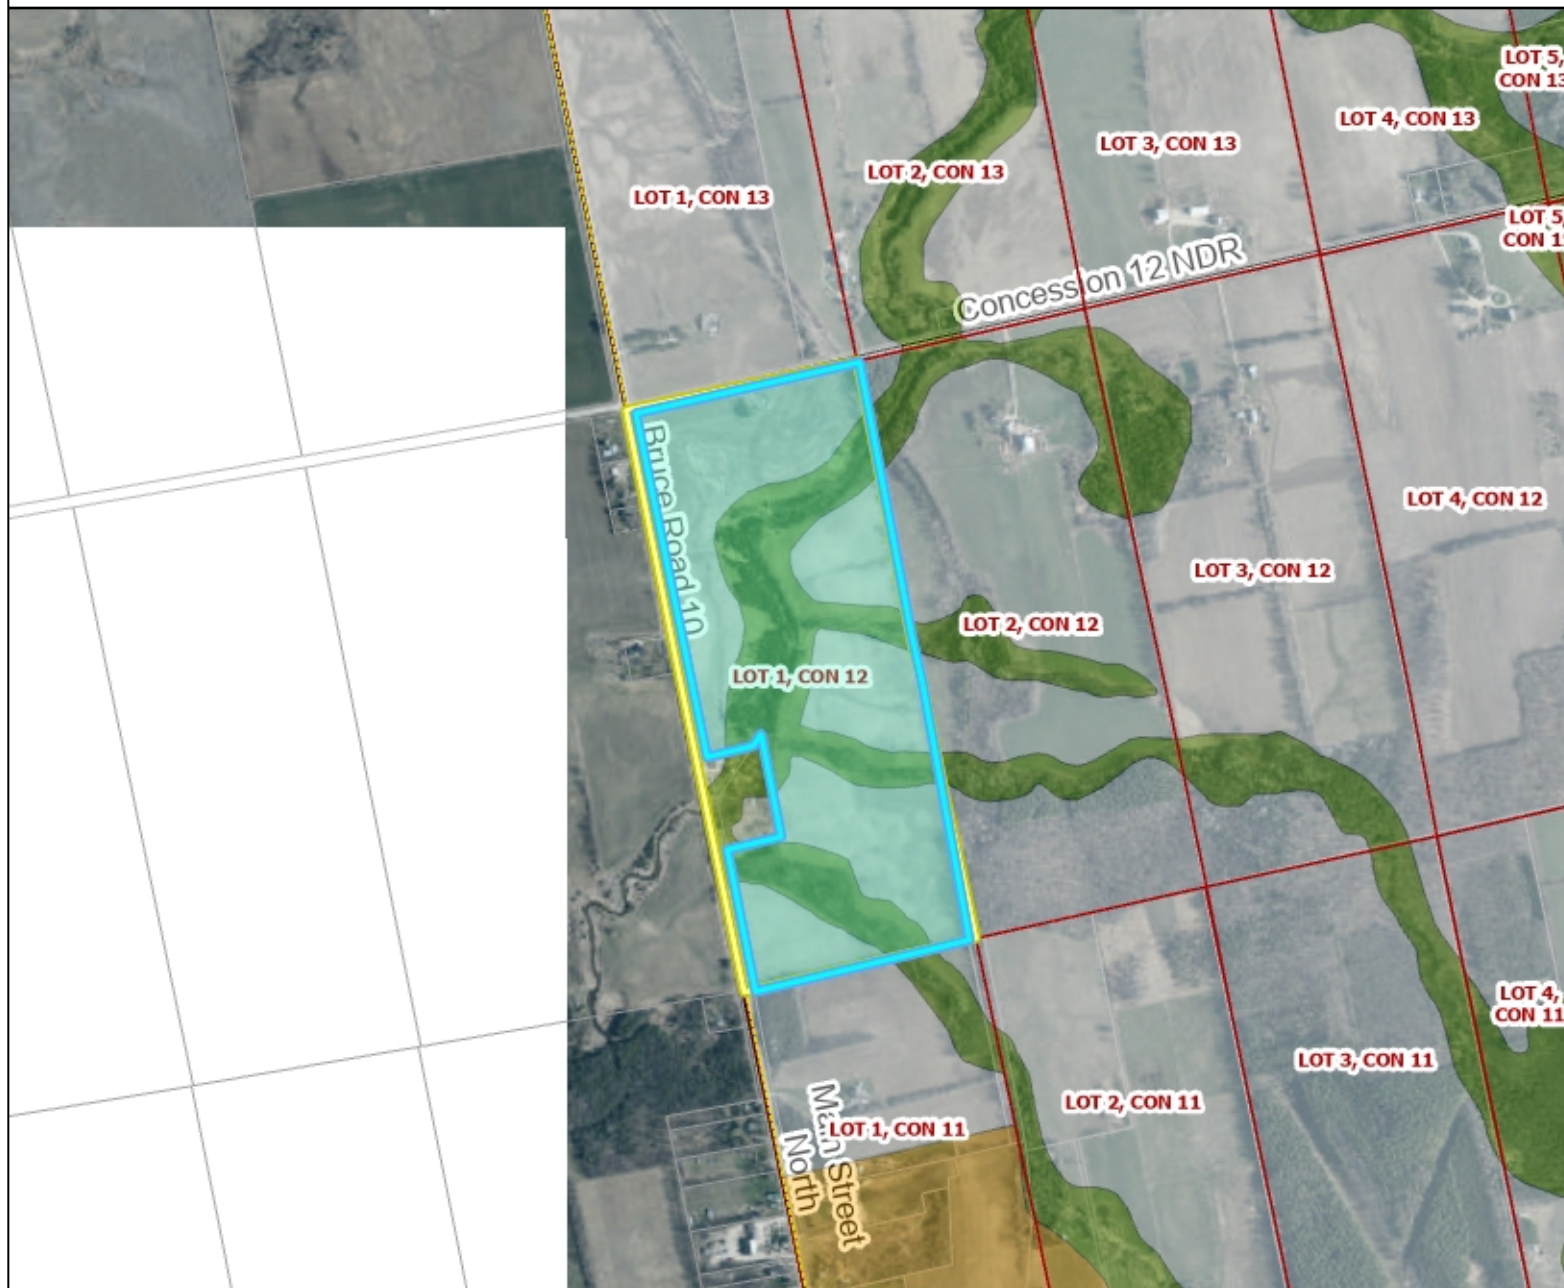 LOT 5,
CON 13
LOT 4, CON 13
LOT 3, CON 13
LOT 2, CON 13
LOT 1, CON 13
LOT 5,
Concession 12 NDR
Bruce Road 10
LOT 4, CON 12
LOT 3, CON 12
LOT 2, CON 12
LOT 1, CON 12
LOT 4,
CON 11
LOT 3, CON 11
LOT 2, CON 11
LOT 1, CON 11
Main Street
North